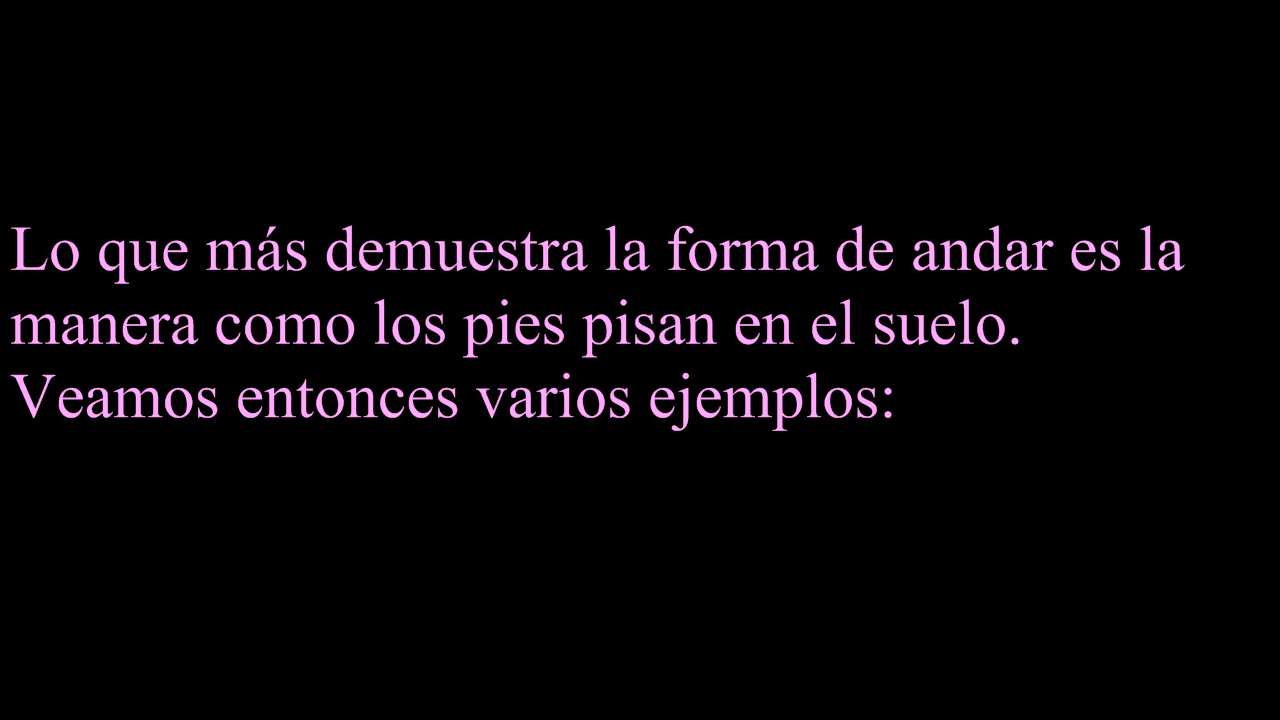 Lo que más demuestra la forma de andar es la
manera como los pies pisan en el suelo.
Veamos entonces varios ejemplos: